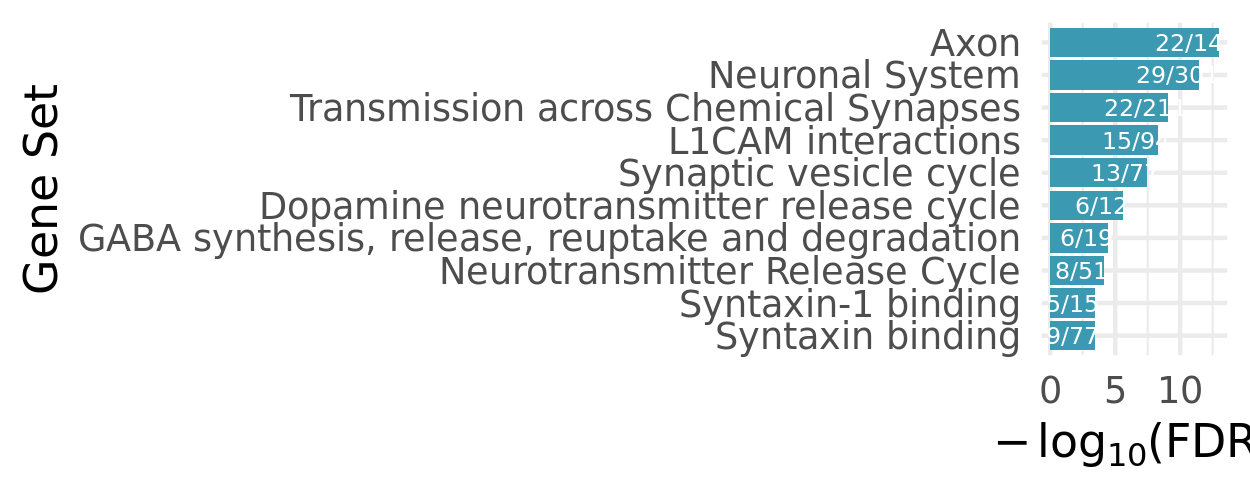 Gene Set
Axon 22/14
Neuronal System 29/30
Transmission across Chemical Synapses 22/21
L1CAM interactions 15/94
Synaptic vesicle cycle 13/7
Dopamine neurotransmitter release cycle 6/12
GABA synthesis, release, reuptake and degradation 6/19
Neurotransmitter Release Cycle 8/51
Syntaxin-1 binding 5/15
Syntaxin binding 9/77
0 5 10
−log10(FDR